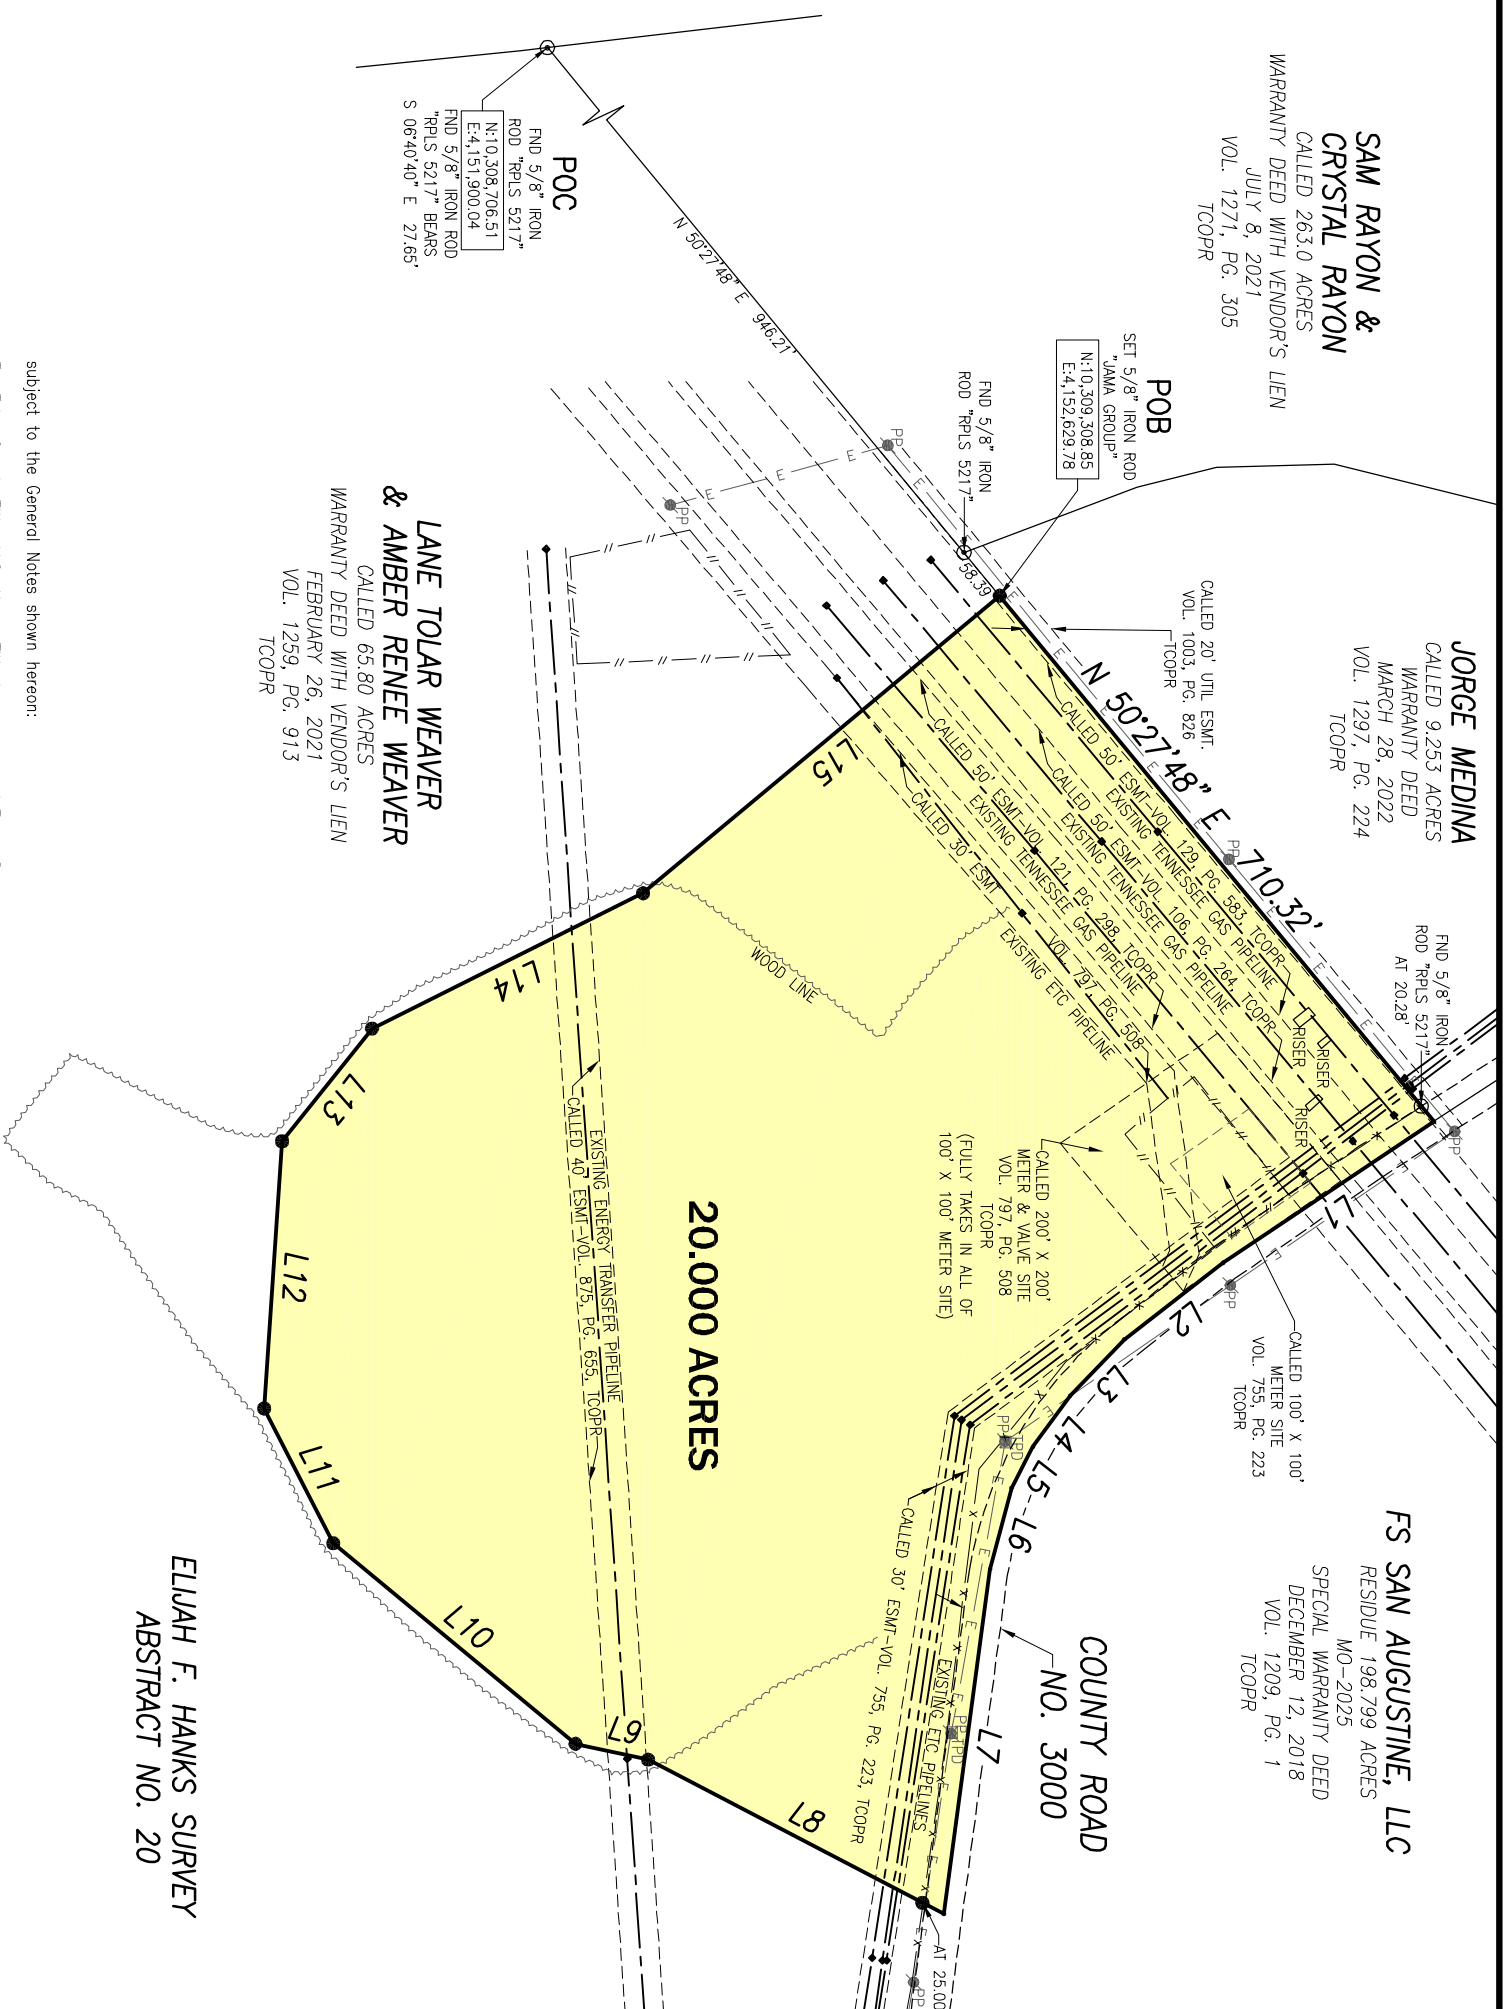 SAM RAYON &
CRYSTAL RAYON
CALLED 263.0 ACRES
WARRANTY DEED WITH VENDOR'S LIEN
JULY 8, 2021
VOL. 1271, PG. 305
TCOPR
JORGE MEDINA
CALLED 9.253 ACRES
WARRANTY DEED
MARCH 28, 2022
VOL. 1297, PG. 224
TCOPR
FS SAN AUGUSTINE, LLC
RESIDUE 198.799 ACRES
MO-2025
SPECIAL WARRANTY DEED
DECEMBER 12, 2018
VOL. 1209, PG. 1
TCOPR
FND 5/8" IRON
ROD "RPLS 5217"
AT 20.28'
CALLED 20' UTIL ESMT.
VOL. 1003, PG. 826
TCOPR
POB
SET 5/8" IRON ROD
"JAMA GROUP"
N:10,309,308.85
E:4,152,629.78
FND 5/8" IRON
ROD "RPLS 5217"
58.39'
N 50°27'48" E 710.32'
N 50°27'48" E 946.21'
POC
FND 5/8" IRON
ROD "RPLS 5217"
N:10,308,706.51
E:4,151,900.04
FND 5/8" IRON ROD
"RPLS 5217" BEARS
S 06°40'40" E 27.65'
CALLED 50' ESMT-VOL. 129, PG. 583, TCOPR
EXISTING TENNESSEE GAS PIPELINE
CALLED 50' ESMT-VOL. 106, PG. 264, TCOPR
EXISTING TENNESSEE GAS PIPELINE
CALLED 50' ESMT-VOL. 121, PG. 298, TCOPR
EXISTING TENNESSEE GAS PIPELINE
CALLED 30' ESMT VOL. 797, PG. 508
EXISTING ETC PIPELINE
RISER
RISER
RISER
CALLED 100' X 100'
METER SITE
VOL. 755, PG. 223
TCOPR
CALLED 200' X 200'
METER & VALVE SITE
VOL. 797, PG. 508
TCOPR
(FULLY TAKES IN ALL OF
100' X 100' METER SITE)
WOOD LINE
20.000 ACRES
EXISTING ENERGY TRANSFER PIPELINE
CALLED 40' ESMT-VOL. 875, PG. 655, TCOPR
COUNTY ROAD
NO. 3000
EXISTING ETC PIPELINES
CALLED 30' ESMT-VOL. 755, PG. 223, TCOPR
AT 25.00
L1
L2
L3
L4
L5
L6
L7
L8
L9
L10
L11
L12
L13
L14
L15
PP
PP
PP
PP
PP
PP
TPD
PP
TPD
PP
LANE TOLAR WEAVER
& AMBER RENEE WEAVER
CALLED 65.80 ACRES
WARRANTY DEED WITH VENDOR'S LIEN
FEBRUARY 26, 2021
VOL. 1259, PG. 913
TCOPR
ELIJAH F. HANKS SURVEY
ABSTRACT NO. 20
subject to the General Notes shown hereon: